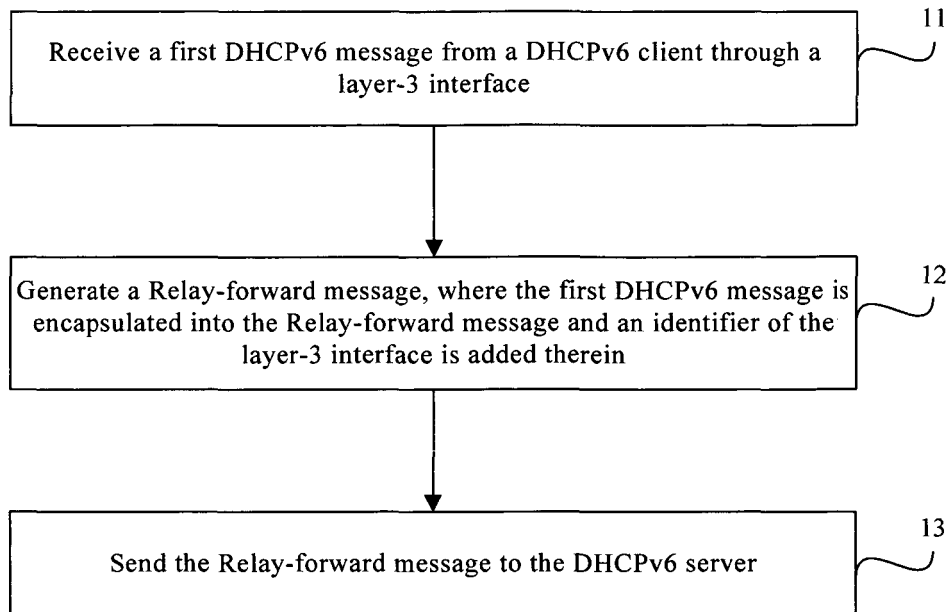 11
Receive a first DHCPv6 message from a DHCPv6 client through a
layer-3 interface
12
Generate a Relay-forward message, where the first DHCPv6 message is
encapsulated into the Relay-forward message and an identifier of the
layer-3 interface is added therein
13
Send the Relay-forward message to the DHCPv6 server